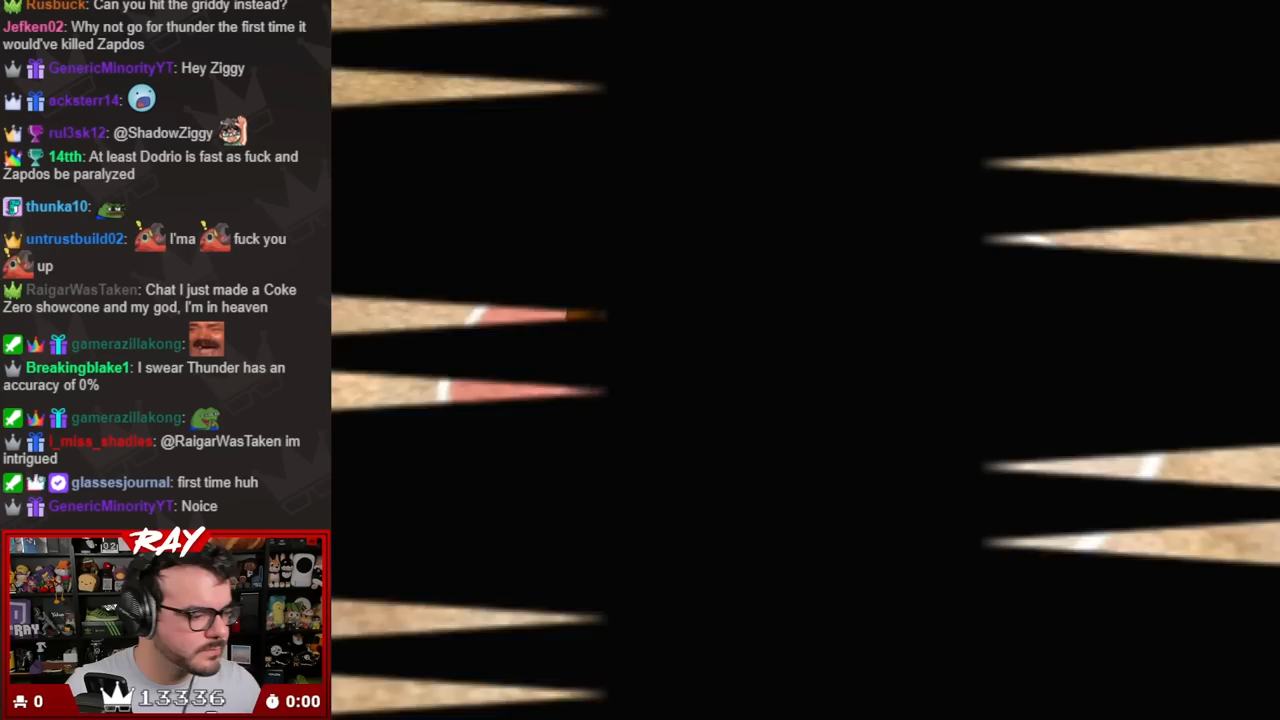 Rusbuck: Can you hit the griddy instead?
Jefken02: Why not go for thunder the first time it
would've killed Zapdos
GenericMinorityYT: Hey Ziggy
acksterr14:
rul3sk12: @ShadowZiggy
14tth: At least Dodrio is fast as fuck and
Zapdos be paralyzed
thunka10:
untrustbuild02: I'ma fuck you
up
RaigarWasTaken: Chat I just made a Coke
Zero showcone and my god, I'm in heaven
gamerazillakong:
Breakingblake1: I swear Thunder has an
accuracy of 0%
gamerazillakong:
I_miss_shadles: @RaigarWasTaken im
intrigued
glassesjournal: first time huh
GenericMinorityYT: Noice
RAY
0 13336 0:00